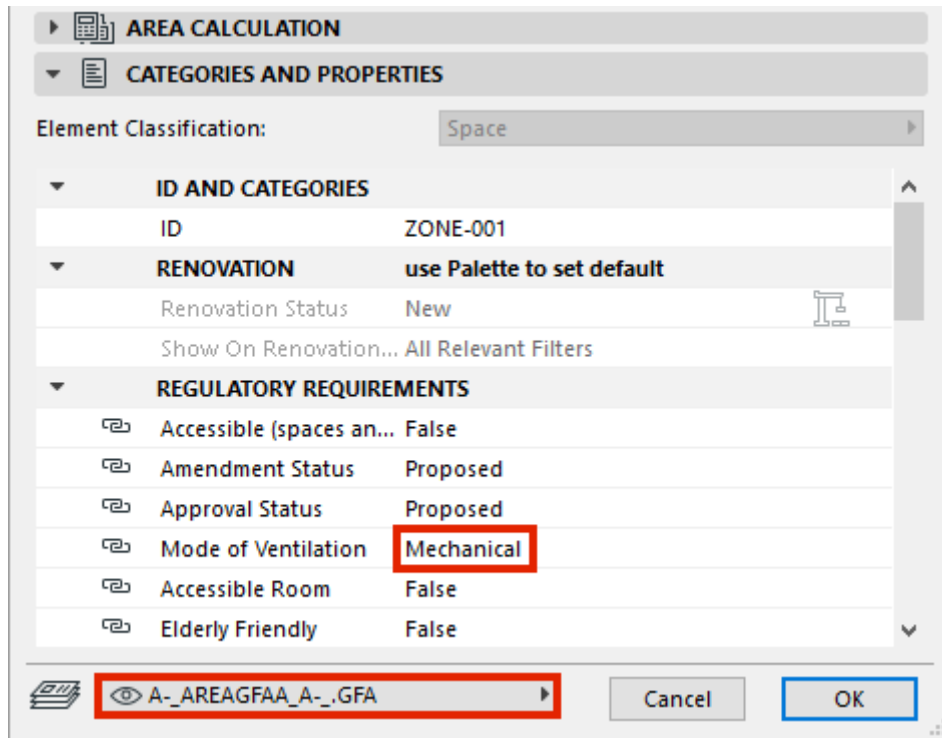 AREA CALCULATION
CATEGORIES AND PROPERTIES
Element Classification: Space
ID AND CATEGORIES
ID ZONE-001
RENOVATION use Palette to set default
Renovation Status New
Show On Renovation... All Relevant Filters
REGULATORY REQUIREMENTS
Accessible (spaces an... False
Amendment Status Proposed
Approval Status Proposed
Mode of Ventilation Mechanical
Accessible Room False
Elderly Friendly False
A-_AREAGFAA_A-_.GFA Cancel OK